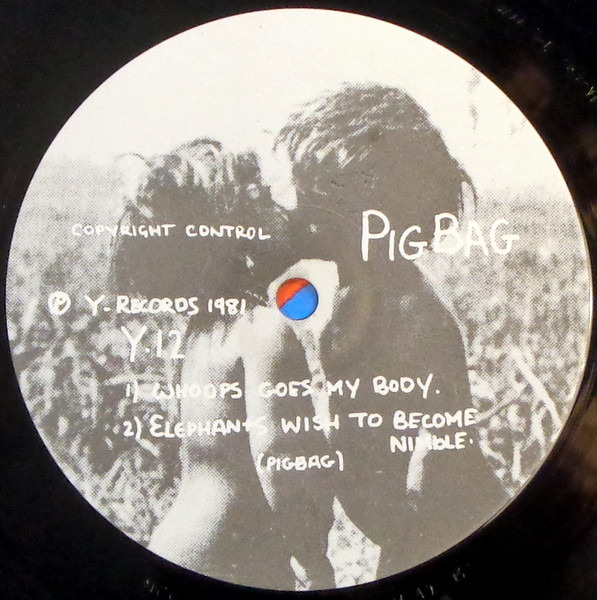 COPYRIGHT CONTROL
PIGBAG
Ⓟ Y-RECORDS 1981
Y.12
1) WHOOPS GOES MY BODY.
2) ELEPHANTS WISH TO BECOME
NIMBLE.
(PIGBAG)